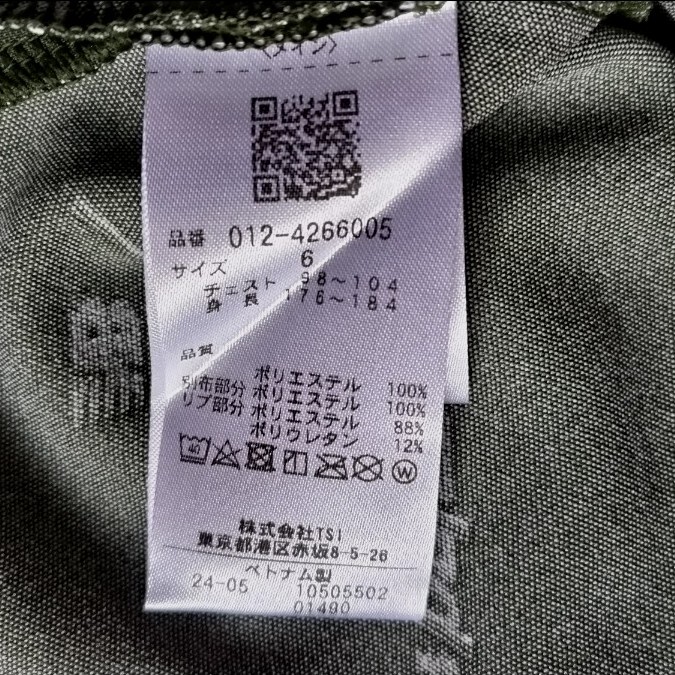 〈メイン〉
品番 012-4266005
サイズ 6
チェスト 98～104
身長 176～184
品質
ポリエステル 100%
別布部分 ポリエステル 100%
リブ部分 ポリエステル 88%
ポリウレタン 12%
40
W
株式会社TSI
東京都港区赤坂8-5-26
ベトナム製
24-05 10505502
01490